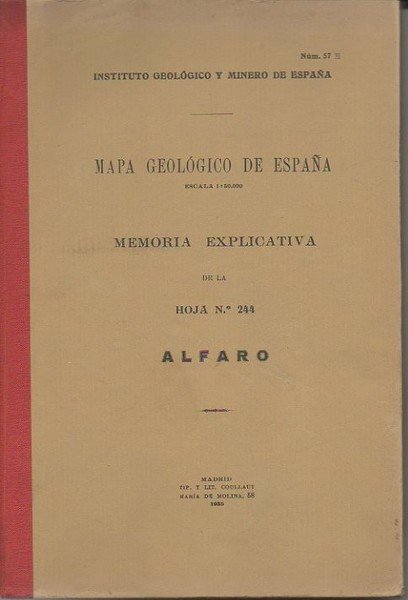 Núm. 57
INSTITUTO GEOLÓGICO Y MINERO DE ESPAÑA
MAPA GEOLÓGICO DE ESPAÑA
ESCALA 1:50.000
MEMORIA EXPLICATIVA
DE LA
HOJA N.º 244
ALFARO
MADRID
TIP. Y LIT. COULLAUT
MARÍA DE MOLINA, 58